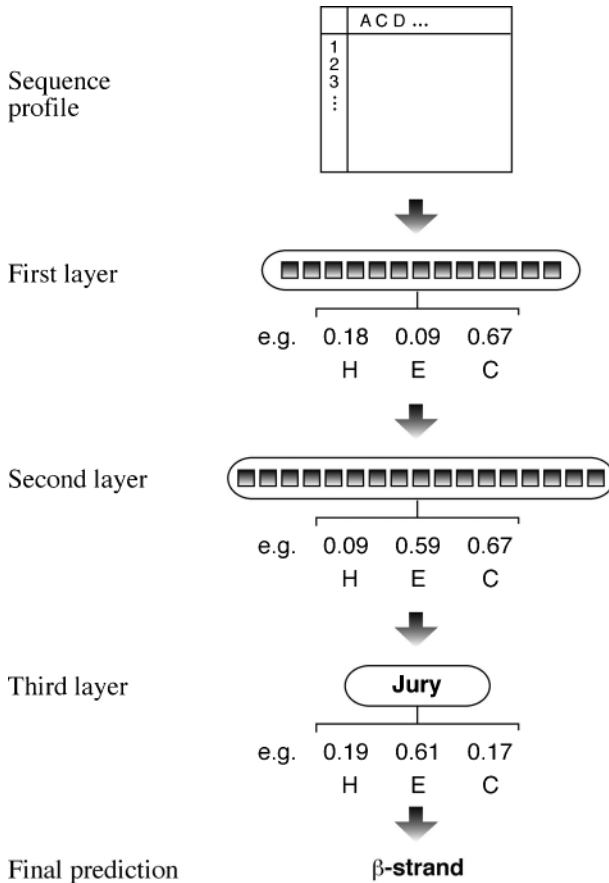 A C D ...
1
2
3
⋮
Sequence
profile
First layer
e.g. 0.18 0.09 0.67
H E C
Second layer
e.g. 0.09 0.59 0.67
H E C
Third layer
Jury
e.g. 0.19 0.61 0.17
H E C
Final prediction
β-strand